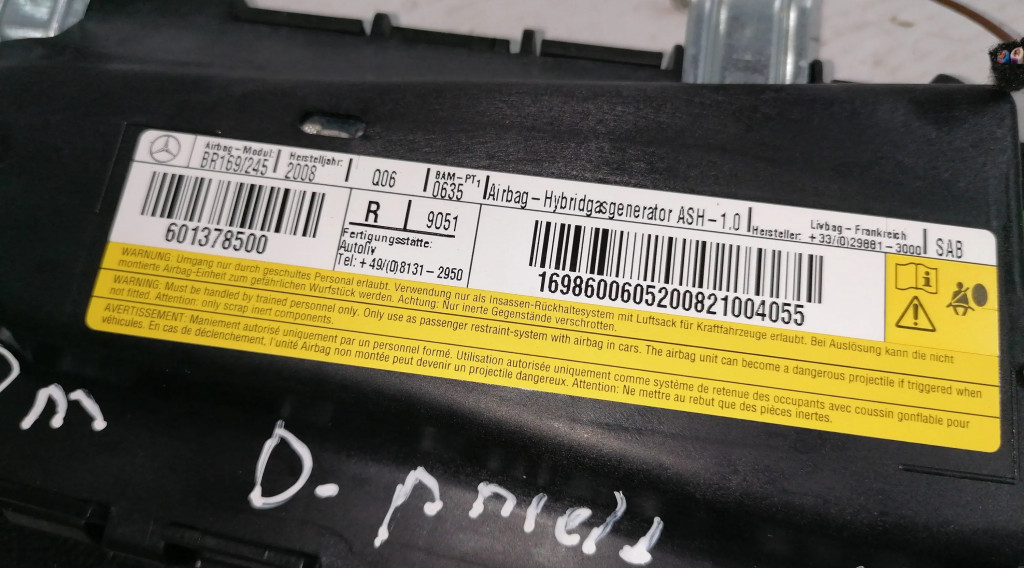 Airbag-Modul:
BR169/245
Herstelljahr:
2008
Q06
BAM-PT1
0635
Airbag-Hybridgasgenerator ASH-1.0
Livbag-Frankreich
Hersteller: +33/(0)29881-3000
SAB
601378500
R
9051
Fertigungsstätte:
Autoliv
Tel: +49/(0)8131-2950
16986006052008210040​55
WARNUNG: Umgang nur durch geschultes Personal erlaubt. Verwendung nur als Insassen-Rückhaltesystem mit Luftsack für Kraftfahrzeuge erlaubt. Bei Auslösung kann die nicht
montierte Airbag-Einheit zum gefährlichen Wurfstück werden. Achtung: Nur inerte Gegenstände verschrotten.
WARNING: Must be handled by trained personnel only. Only use as passenger restraint-system with airbag in cars. The airbag unit can become a dangerous projectile if triggered when
not fitted. Attention: only scrap inert components.
AVERTISSEMENT: Maniement autorisé uniquement par un personnel formé. Utilisation autorisée uniquement comme système de retenue des occupants avec coussin gonflable pour
véhicules. En cas de déclenchement, l'unité Airbag non montée peut devenir un projectile dangereux. Attention: Ne mettre au rebut que des pièces inertes.
D.